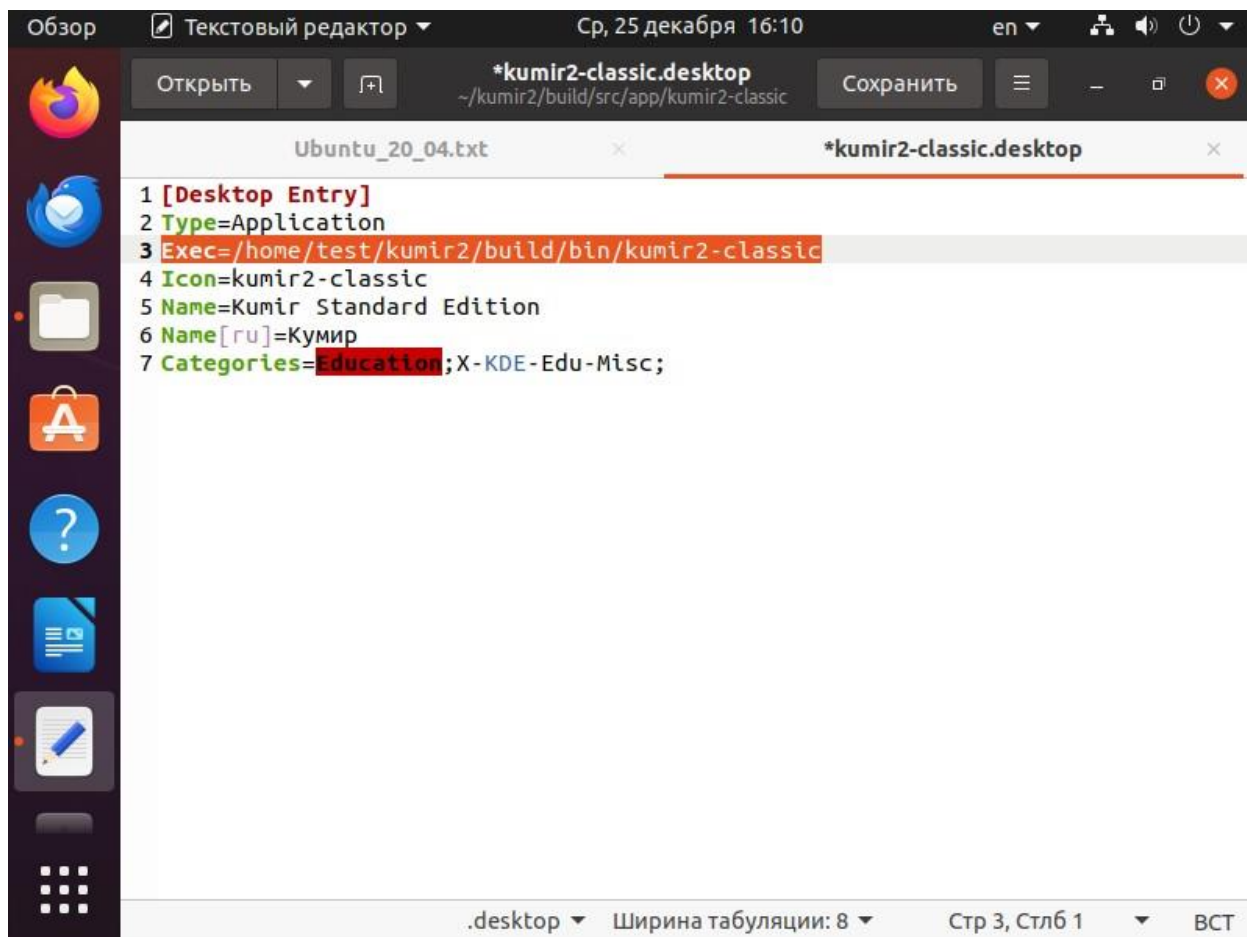 Обзор Текстовый редактор Ср, 25 декабря 16:10 en
Открыть *kumir2-classic.desktop Сохранить
~/kumir2/build/src/app/kumir2-classic
Ubuntu_20_04.txt *kumir2-classic.desktop
1 [Desktop Entry]
2 Type=Application
3 Exec=/home/test/kumir2/build/bin/kumir2-classic
4 Icon=kumir2-classic
5 Name=Kumir Standard Edition
6 Name[ru]=Кумир
7 Categories=Education;X-KDE-Edu-Misc;
.desktop Ширина табуляции: 8 Стр 3, Стлб 1 ВСТ